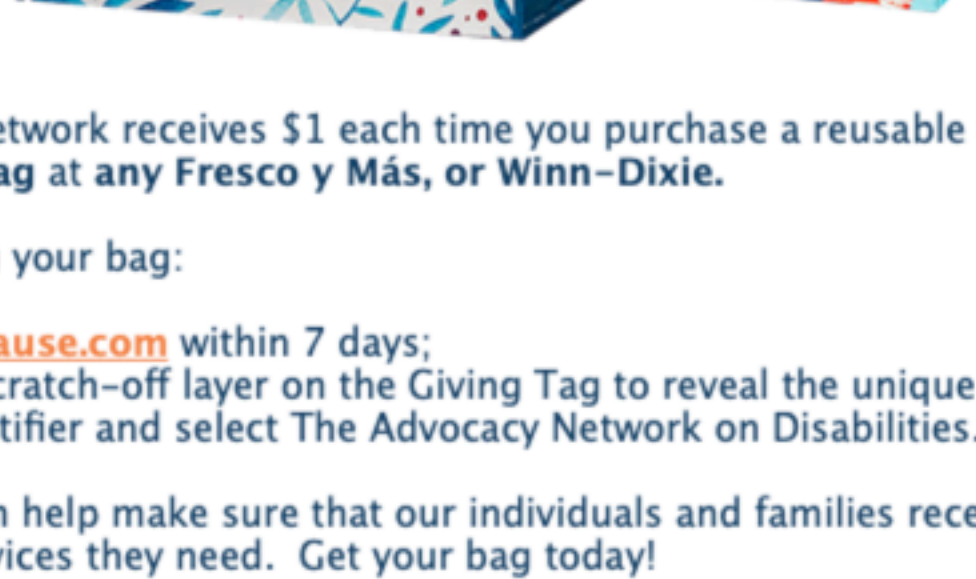 etwork receives $1 each time you purchase a reusable
ag at any Fresco y Más, or Winn-Dixie.
your bag:
ause.com within 7 days;
cratch-off layer on the Giving Tag to reveal the unique
tifier and select The Advocacy Network on Disabilities.
help make sure that our individuals and families rece
vices they need. Get your bag today!